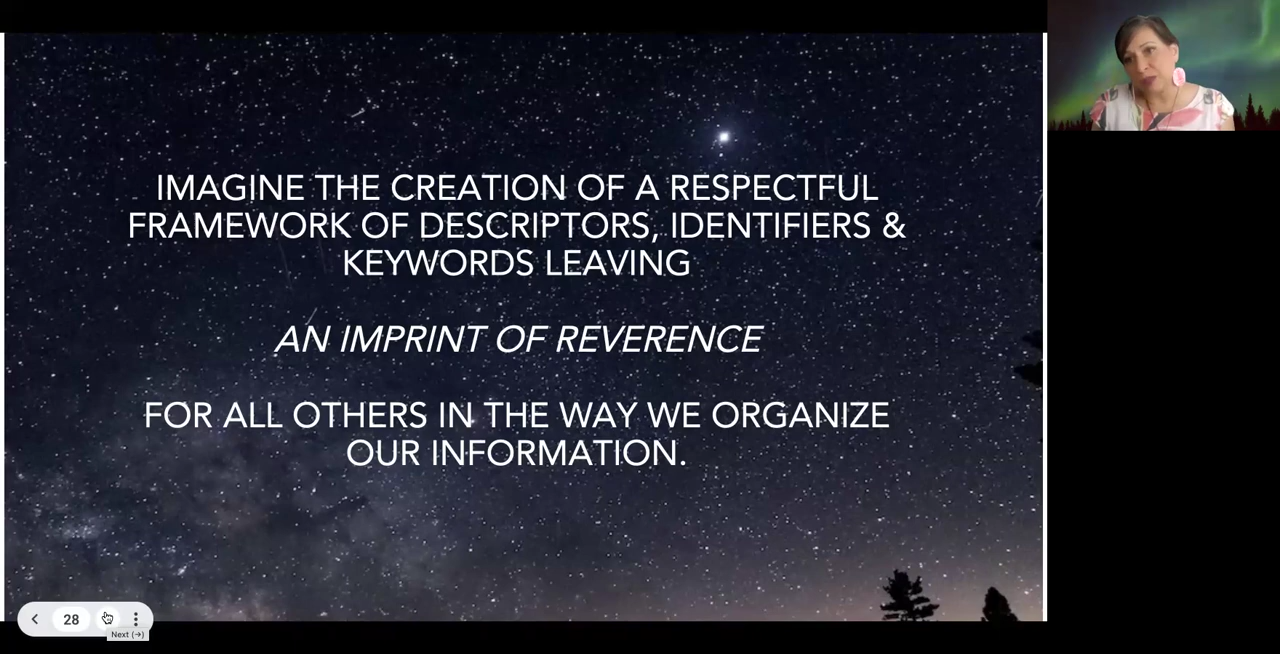 IMAGINE THE CREATION OF A RESPECTFUL
FRAMEWORK OF DESCRIPTORS, IDENTIFIERS &
KEYWORDS LEAVING
AN IMPRINT OF REVERENCE
FOR ALL OTHERS IN THE WAY WE ORGANIZE
OUR INFORMATION.
28
Next (→)